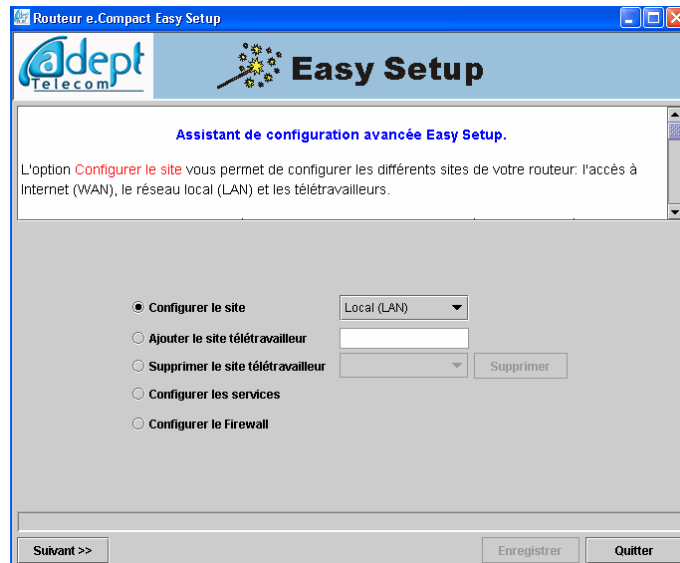 Routeur e.Compact Easy Setup
adept
Telecom
Easy Setup
Assistant de configuration avancée Easy Setup.
L'option Configurer le site vous permet de configurer les différents sites de votre routeur: l'accès à
Internet (WAN), le réseau local (LAN) et les télétravailleurs.
Configurer le site
Local (LAN)
Ajouter le site télétravailleur
Supprimer le site télétravailleur
Supprimer
Configurer les services
Configurer le Firewall
Suivant >>
Enregistrer
Quitter